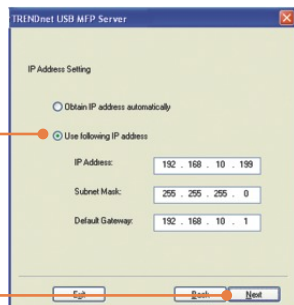 TRENDnet USB MFP Server
IP Address Setting
Obtain IP address automatically
Use following IP address
IP Address: 192 . 168 . 10 . 199
Subnet Mask: 255 . 255 . 255 . 0
Default Gateway: 192 . 168 . 10 . 1
Exit Back Next